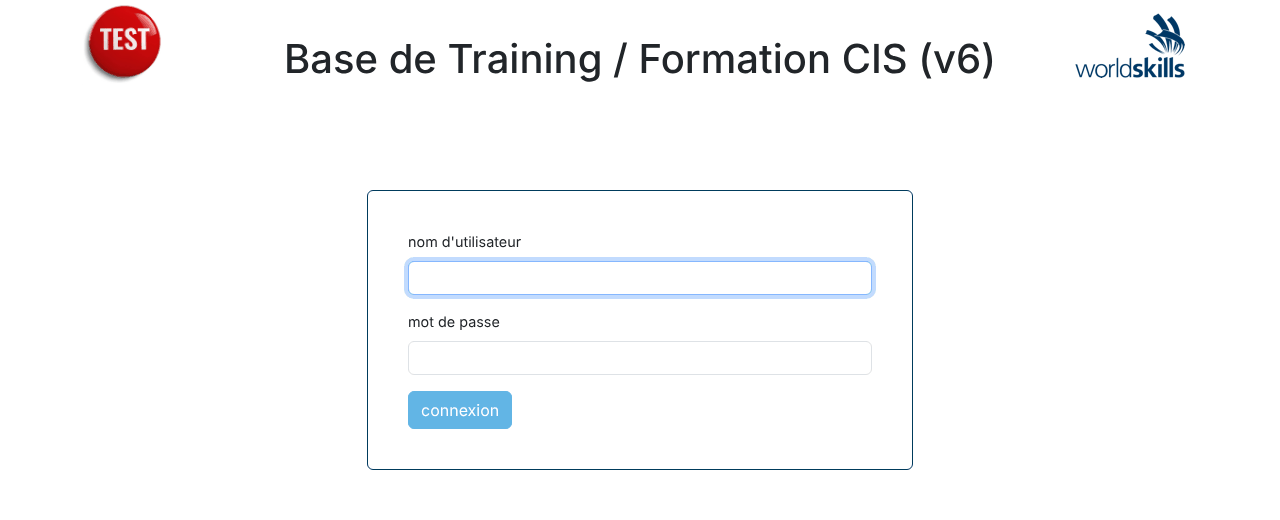 TEST
Base de Training / Formation CIS (v6)
worldskills
nom d'utilisateur
mot de passe
connexion